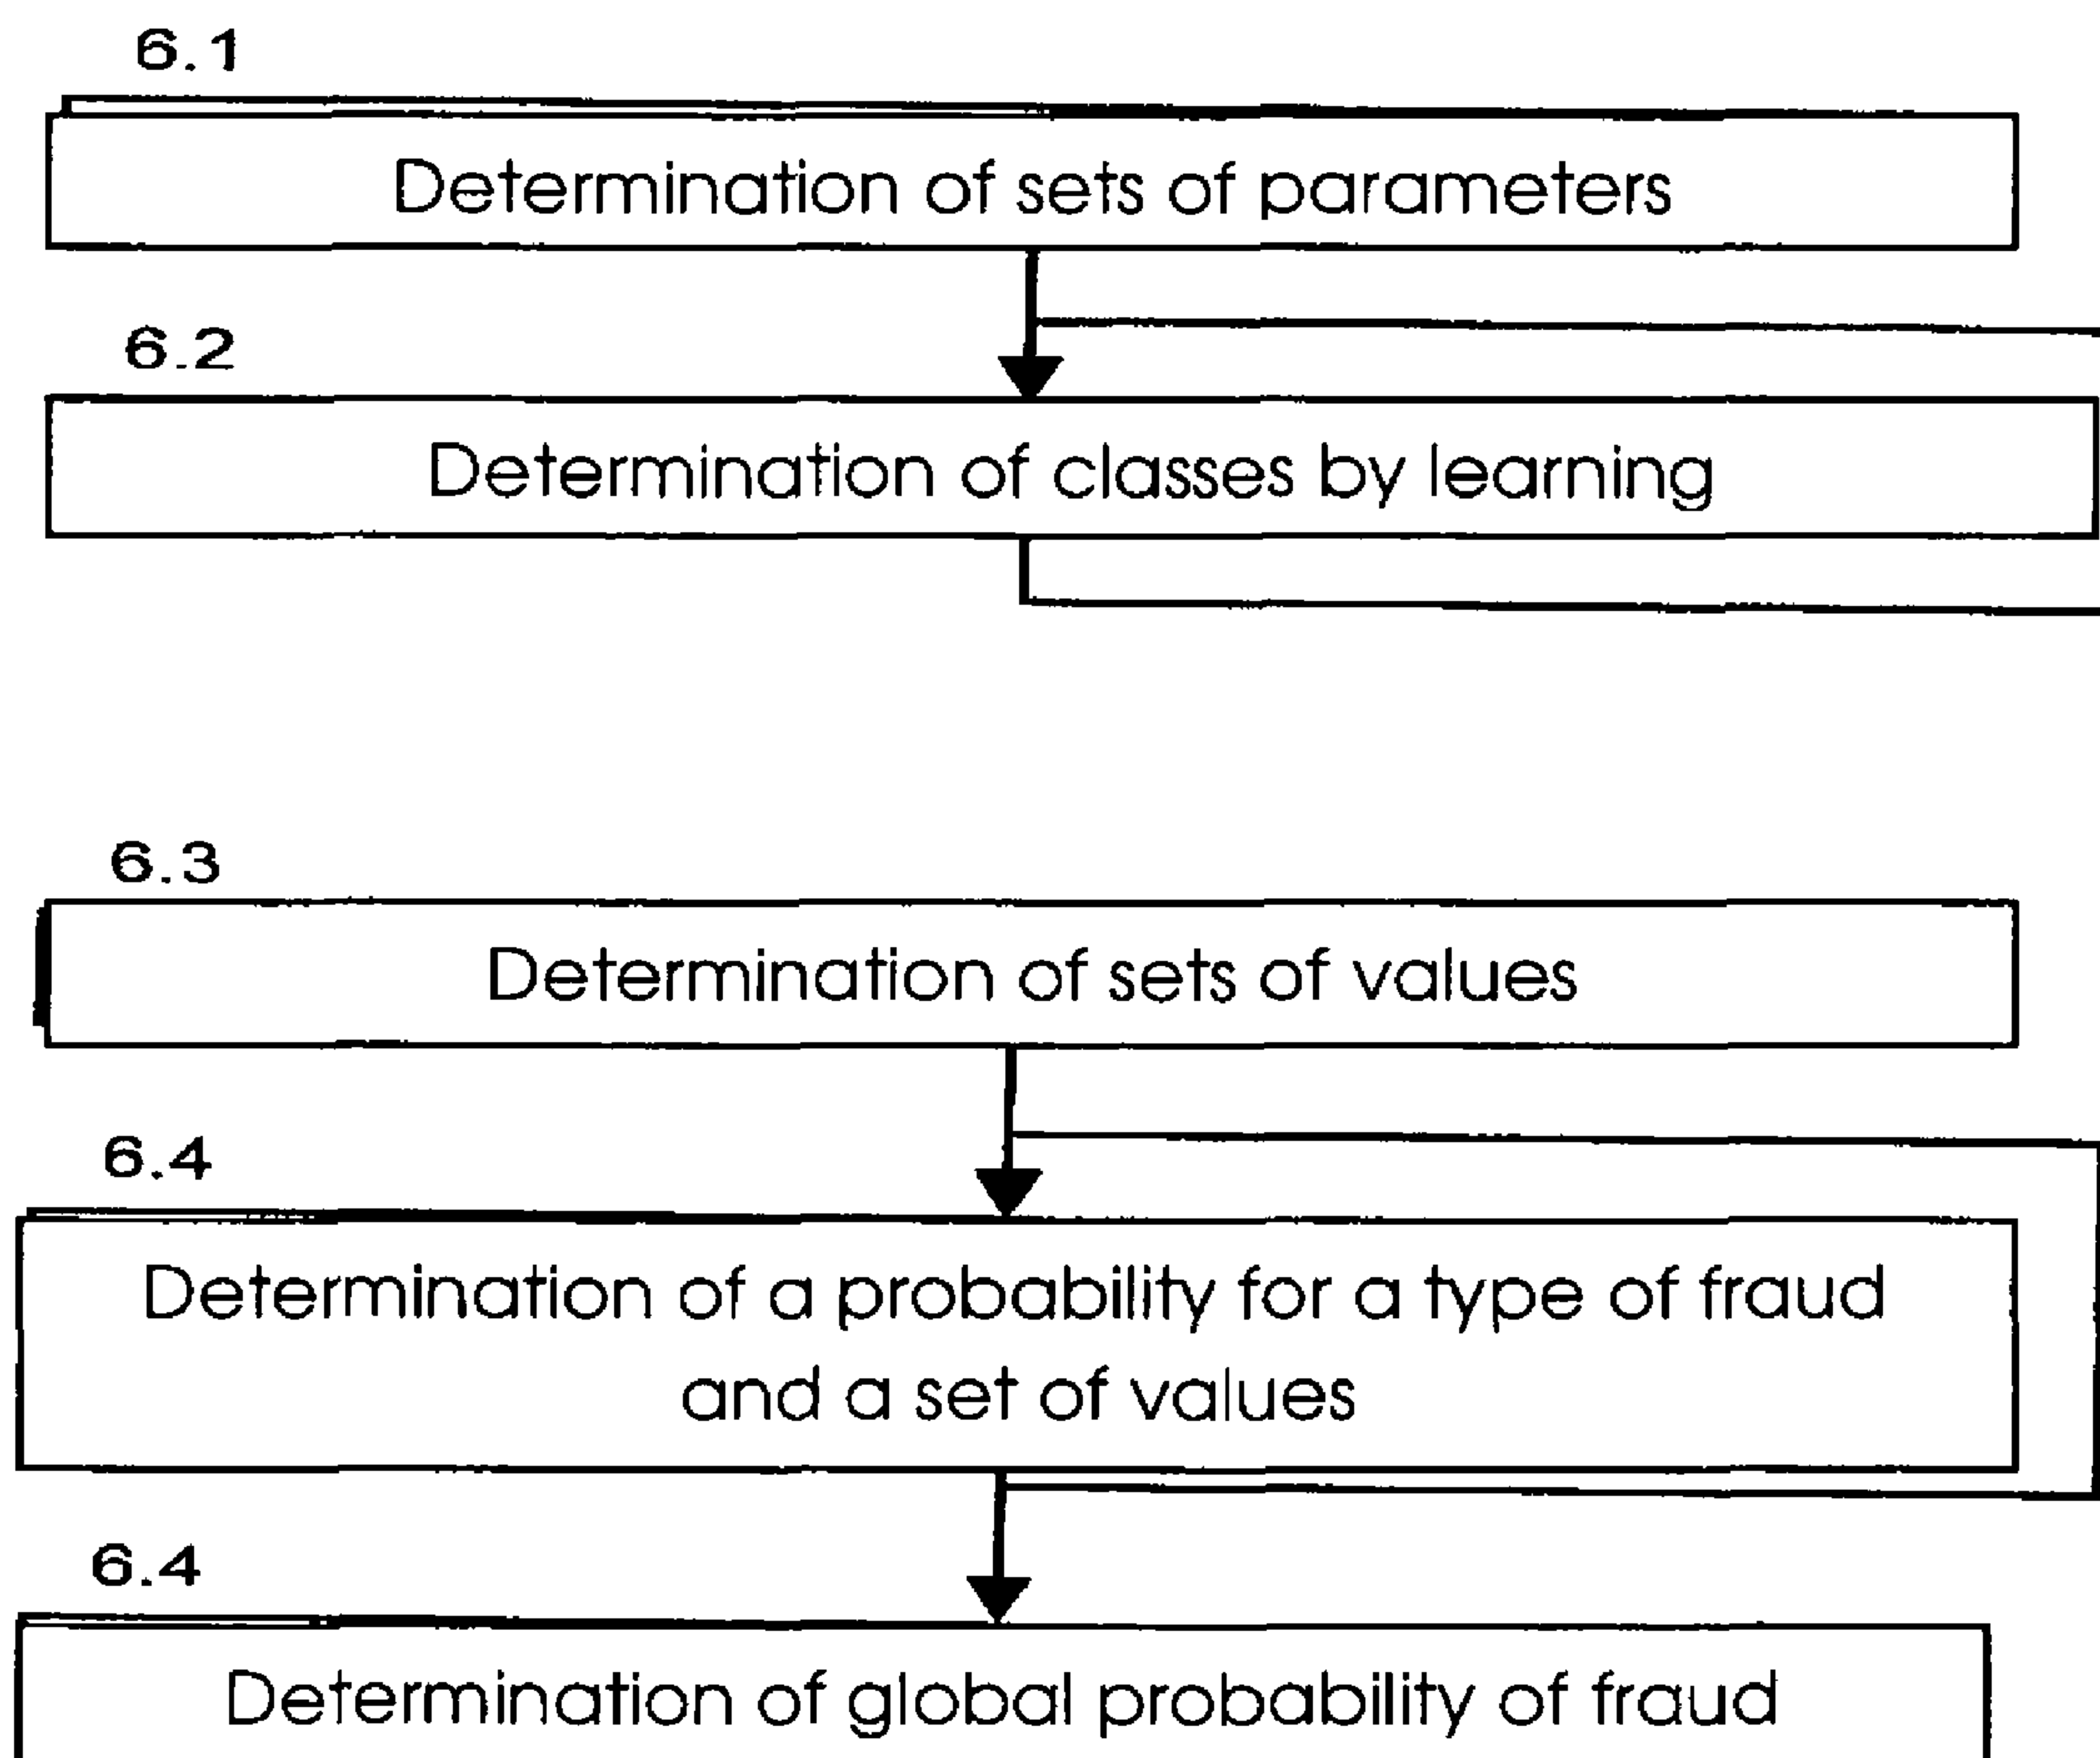 6.1
Determination of sets of parameters
6.2
Determination of classes by learning
6.3
Determination of sets of values
6.4
Determination of a probability for a type of fraud
and a set of values
6.4
Determination of global probability of fraud